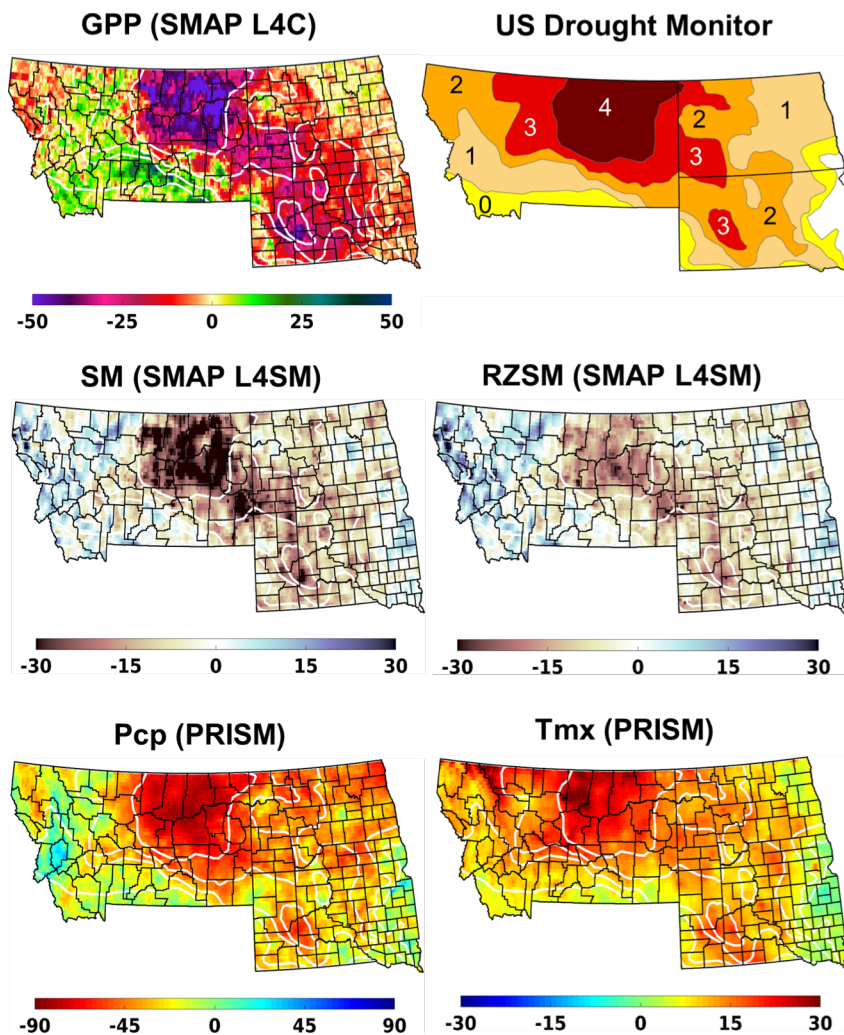 GPP (SMAP L4C) US Drought Monitor
2 3 4 2 1
1 3
0 2
3
-50 -25 0 25 50
SM (SMAP L4SM) RZSM (SMAP L4SM)
-30 -15 0 15 30 -30 -15 0 15 30
Pcp (PRISM) Tmx (PRISM)
-90 -45 0 45 90 -30 -15 0 15 30